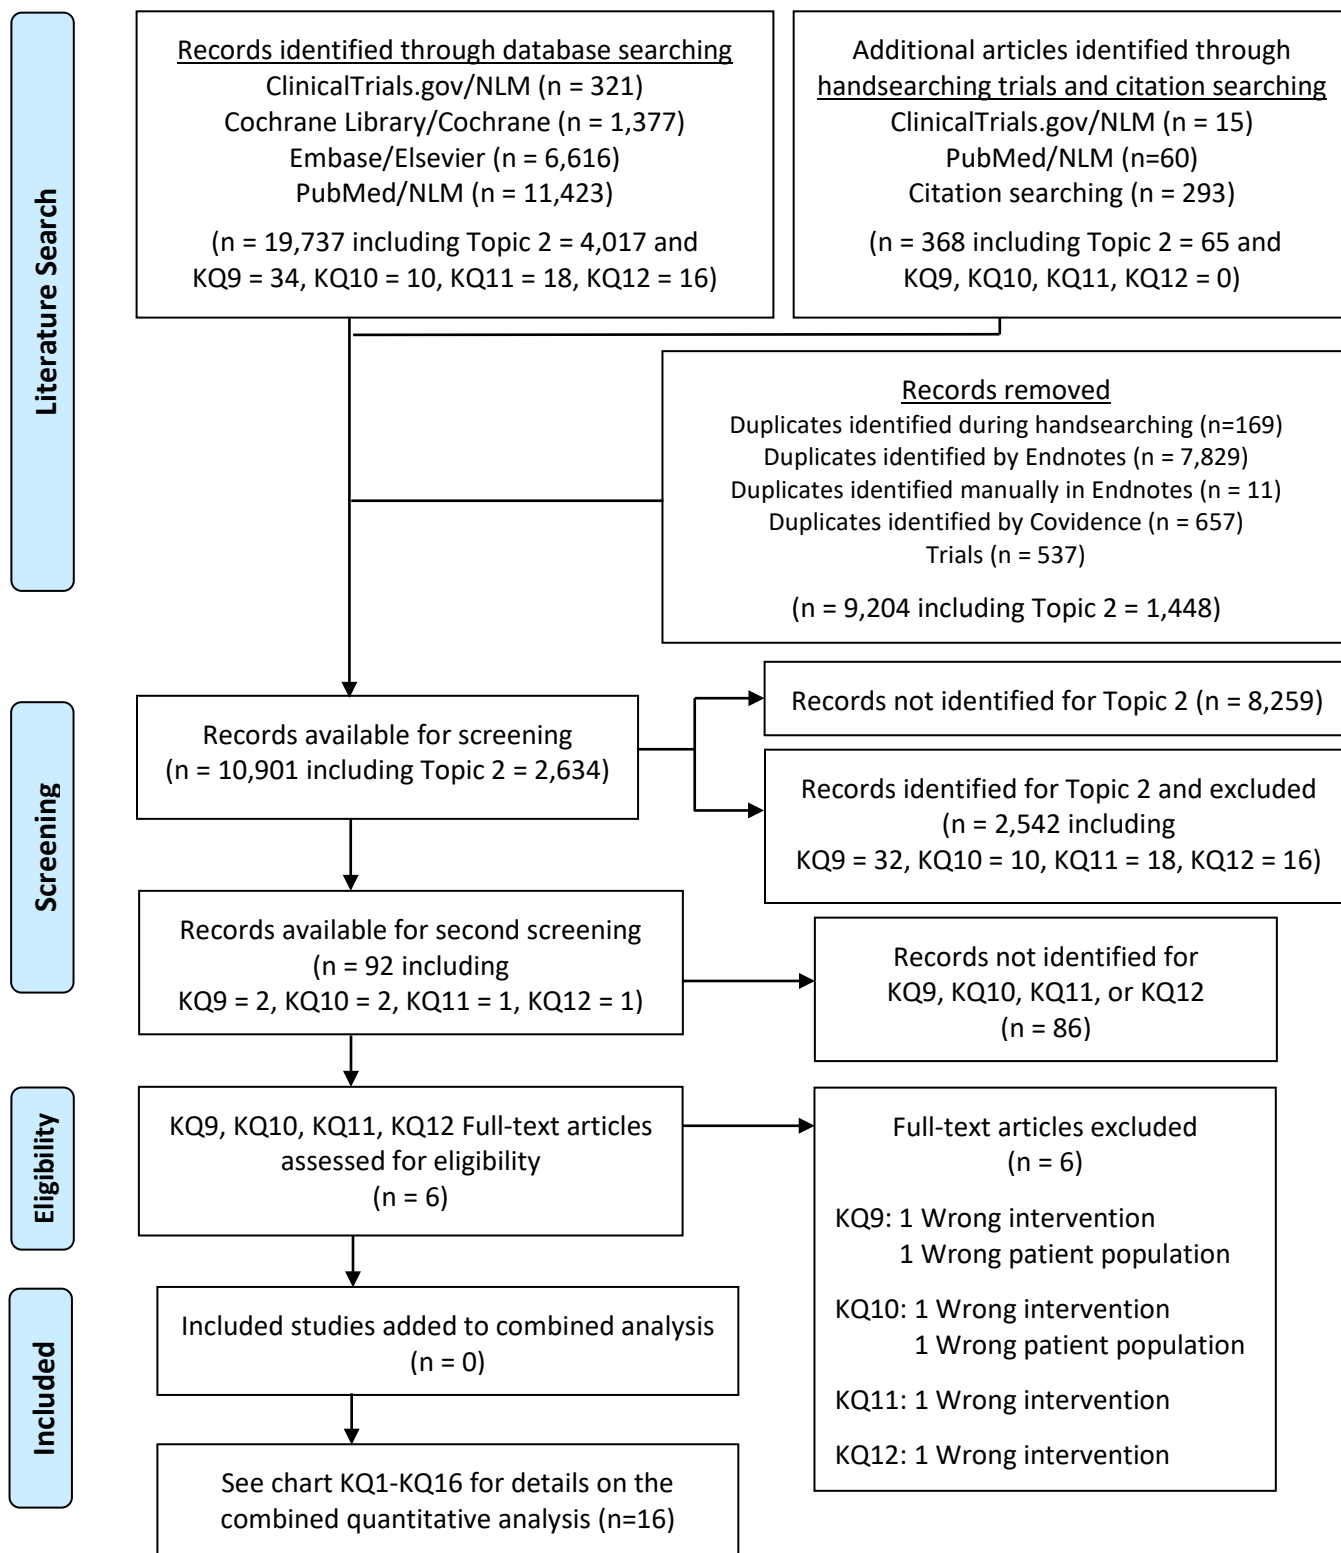 Literature Search
Records identified through database searching
ClinicalTrials.gov/NLM (n = 321)
Cochrane Library/Cochrane (n = 1,377)
Embase/Elsevier (n = 6,616)
PubMed/NLM (n = 11,423)
(n = 19,737 including Topic 2 = 4,017 and
KQ9 = 34, KQ10 = 10, KQ11 = 18, KQ12 = 16)
Additional articles identified through
handsearching trials and citation searching
ClinicalTrials.gov/NLM (n = 15)
PubMed/NLM (n=60)
Citation searching (n = 293)
(n = 368 including Topic 2 = 65 and
KQ9, KQ10, KQ11, KQ12 = 0)
Records removed
Duplicates identified during handsearching (n=169)
Duplicates identified by Endnotes (n = 7,829)
Duplicates identified manually in Endnotes (n = 11)
Duplicates identified by Covidence (n = 657)
Trials (n = 537)
(n = 9,204 including Topic 2 = 1,448)
Screening
Records available for screening
(n = 10,901 including Topic 2 = 2,634)
Records not identified for Topic 2 (n = 8,259)
Records identified for Topic 2 and excluded
(n = 2,542 including
KQ9 = 32, KQ10 = 10, KQ11 = 18, KQ12 = 16)
Records available for second screening
(n = 92 including
KQ9 = 2, KQ10 = 2, KQ11 = 1, KQ12 = 1)
Records not identified for
KQ9, KQ10, KQ11, or KQ12
(n = 86)
Eligibility
KQ9, KQ10, KQ11, KQ12 Full-text articles
assessed for eligibility
(n = 6)
Full-text articles excluded
(n = 6)
KQ9: 1 Wrong intervention
1 Wrong patient population
KQ10: 1 Wrong intervention
1 Wrong patient population
KQ11: 1 Wrong intervention
KQ12: 1 Wrong intervention
Included
Included studies added to combined analysis
(n = 0)
See chart KQ1-KQ16 for details on the
combined quantitative analysis (n=16)